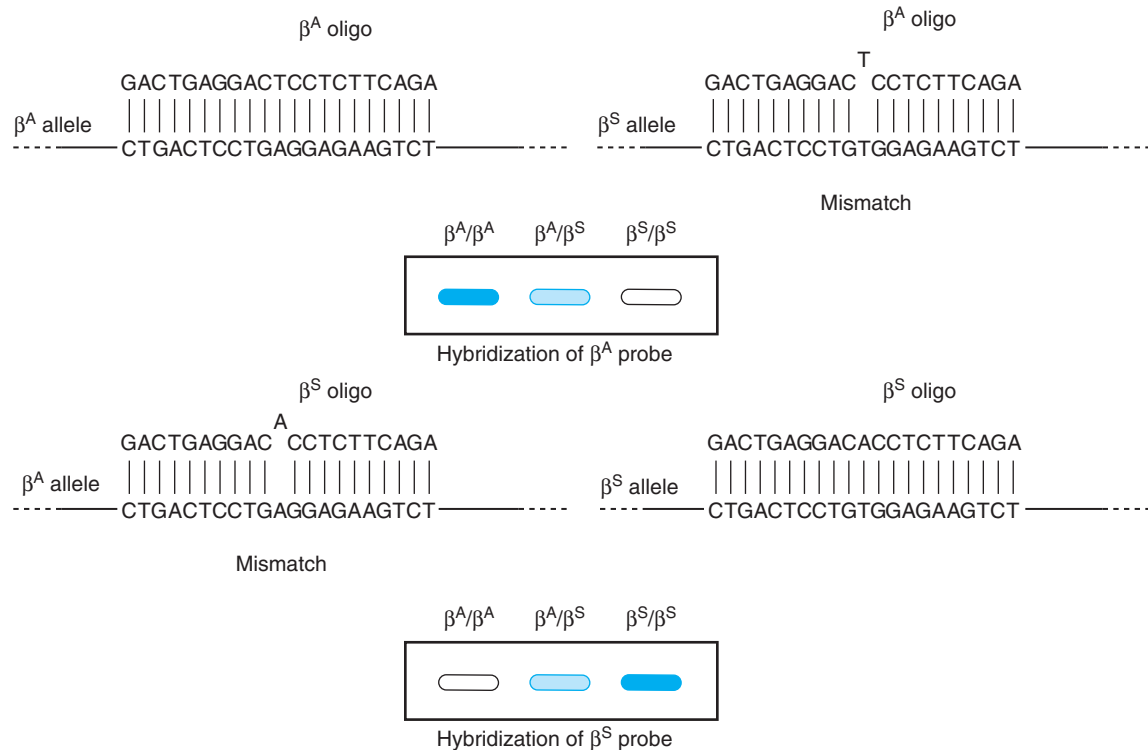 β^A oligo
GACTGAGGACTCCTCTTCAGA
β^A allele
CTGACTCCTGAGGAGAAGTCT
β^A oligo
T
GACTGAGGAC CCTCTTCAGA
β^S allele
CTGACTCCTGTGGAGAAGTCT
Mismatch
β^A/β^A β^A/β^S β^S/β^S
Hybridization of β^A probe
β^S oligo
A
GACTGAGGAC CCTCTTCAGA
β^A allele
CTGACTCCTGAGGAGAAGTCT
Mismatch
β^S oligo
GACTGAGGACACCTCTTCAGA
β^S allele
CTGACTCCTGTGGAGAAGTCT
β^A/β^A β^A/β^S β^S/β^S
Hybridization of β^S probe